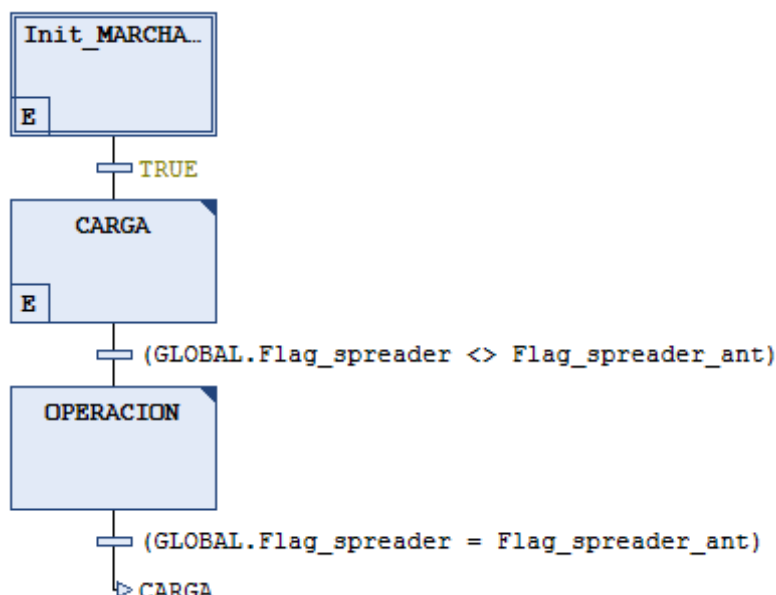 Init_MARCHA…
E
TRUE
CARGA
E
(GLOBAL.Flag_spreader <> Flag_spreader_ant)
OPERACION
(GLOBAL.Flag_spreader = Flag_spreader_ant)
CARGA